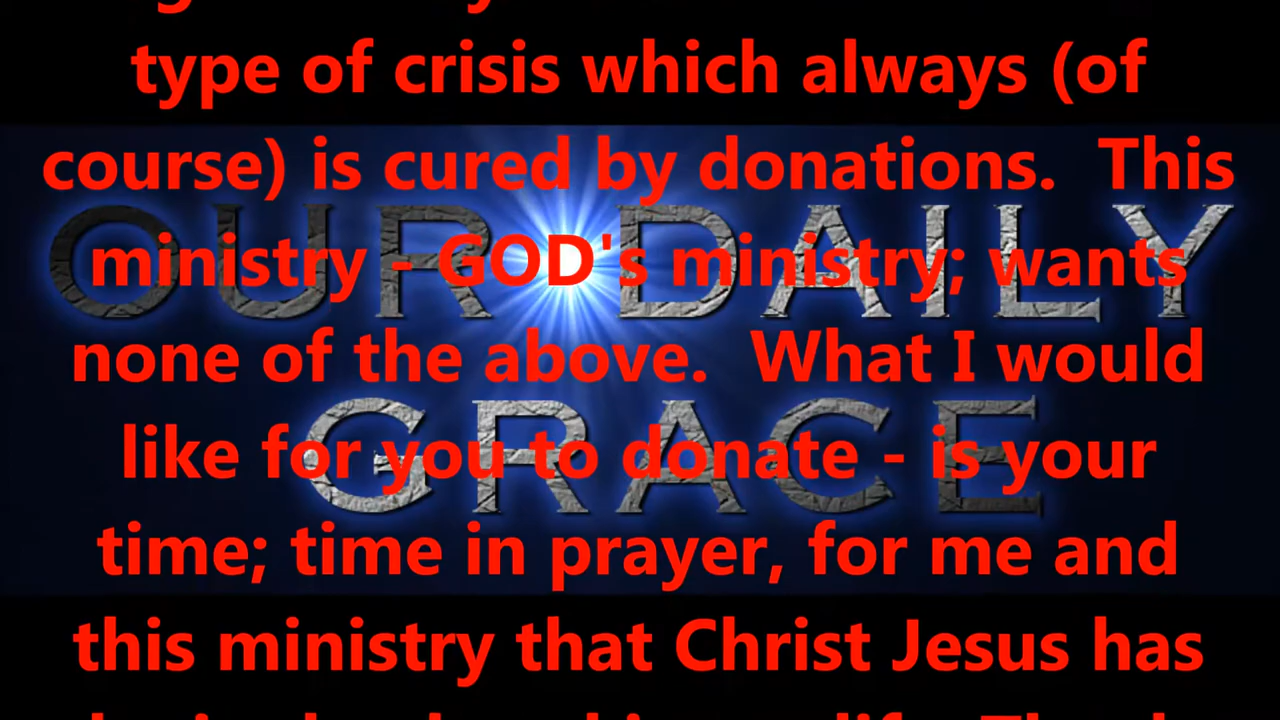 type of crisis which always (of
course) is cured by donations.  This
OUR DAILY
ministry - GOD's ministry; wants
none of the above.  What I would
GRACE
like for you to donate - is your
time; time in prayer, for me and
this ministry that Christ Jesus has